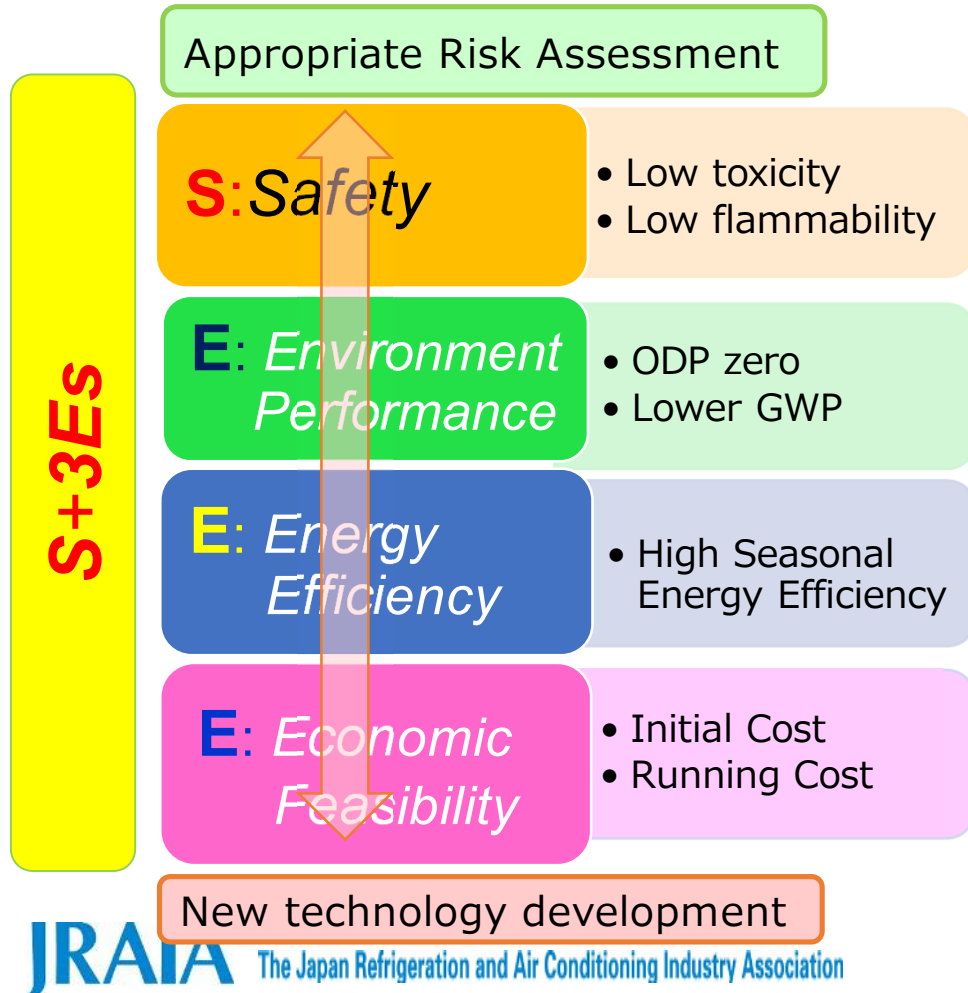 Appropriate Risk Assessment
S+3Es
S: Safety
• Low toxicity
• Low flammability
E: Environment
Performance
• ODP zero
• Lower GWP
E: Energy
Efficiency
• High Seasonal
Energy Efficiency
E: Economic
Feasibility
• Initial Cost
• Running Cost
New technology development
JRAIA The Japan Refrigeration and Air Conditioning Industry Association